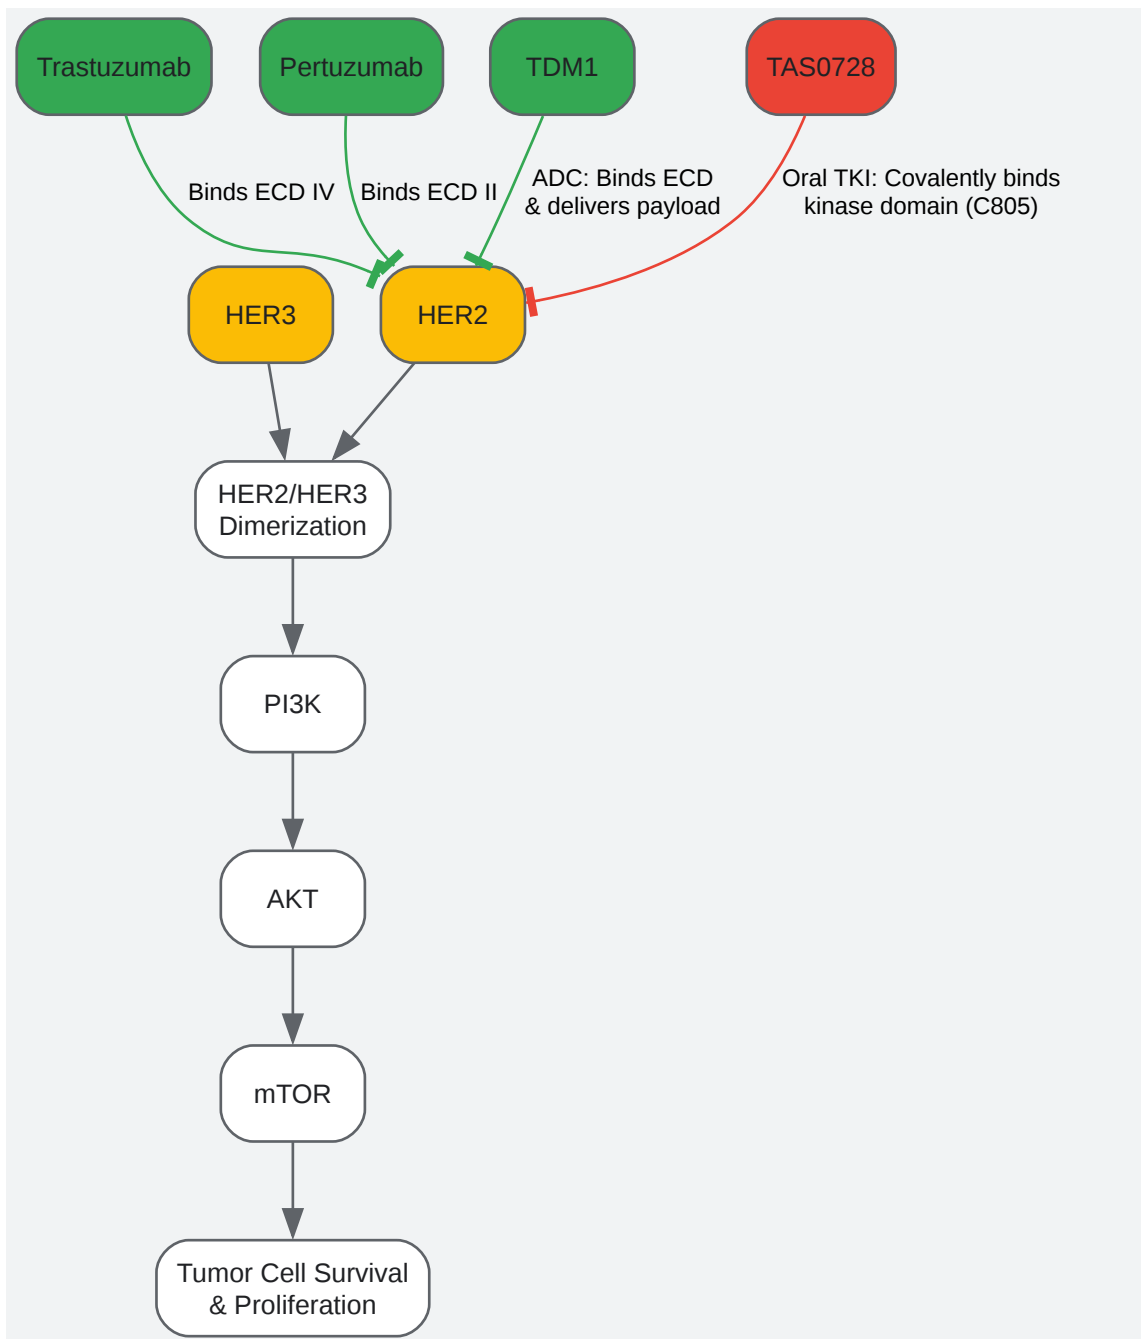 Trastuzumab
Pertuzumab
TDM1
TAS0728
Binds ECD IV
Binds ECD II
ADC: Binds ECD
& delivers payload
Oral TKI: Covalently binds
kinase domain (C805)
HER3
HER2
HER2/HER3
Dimerization
PI3K
AKT
mTOR
Tumor Cell Survival
& Proliferation